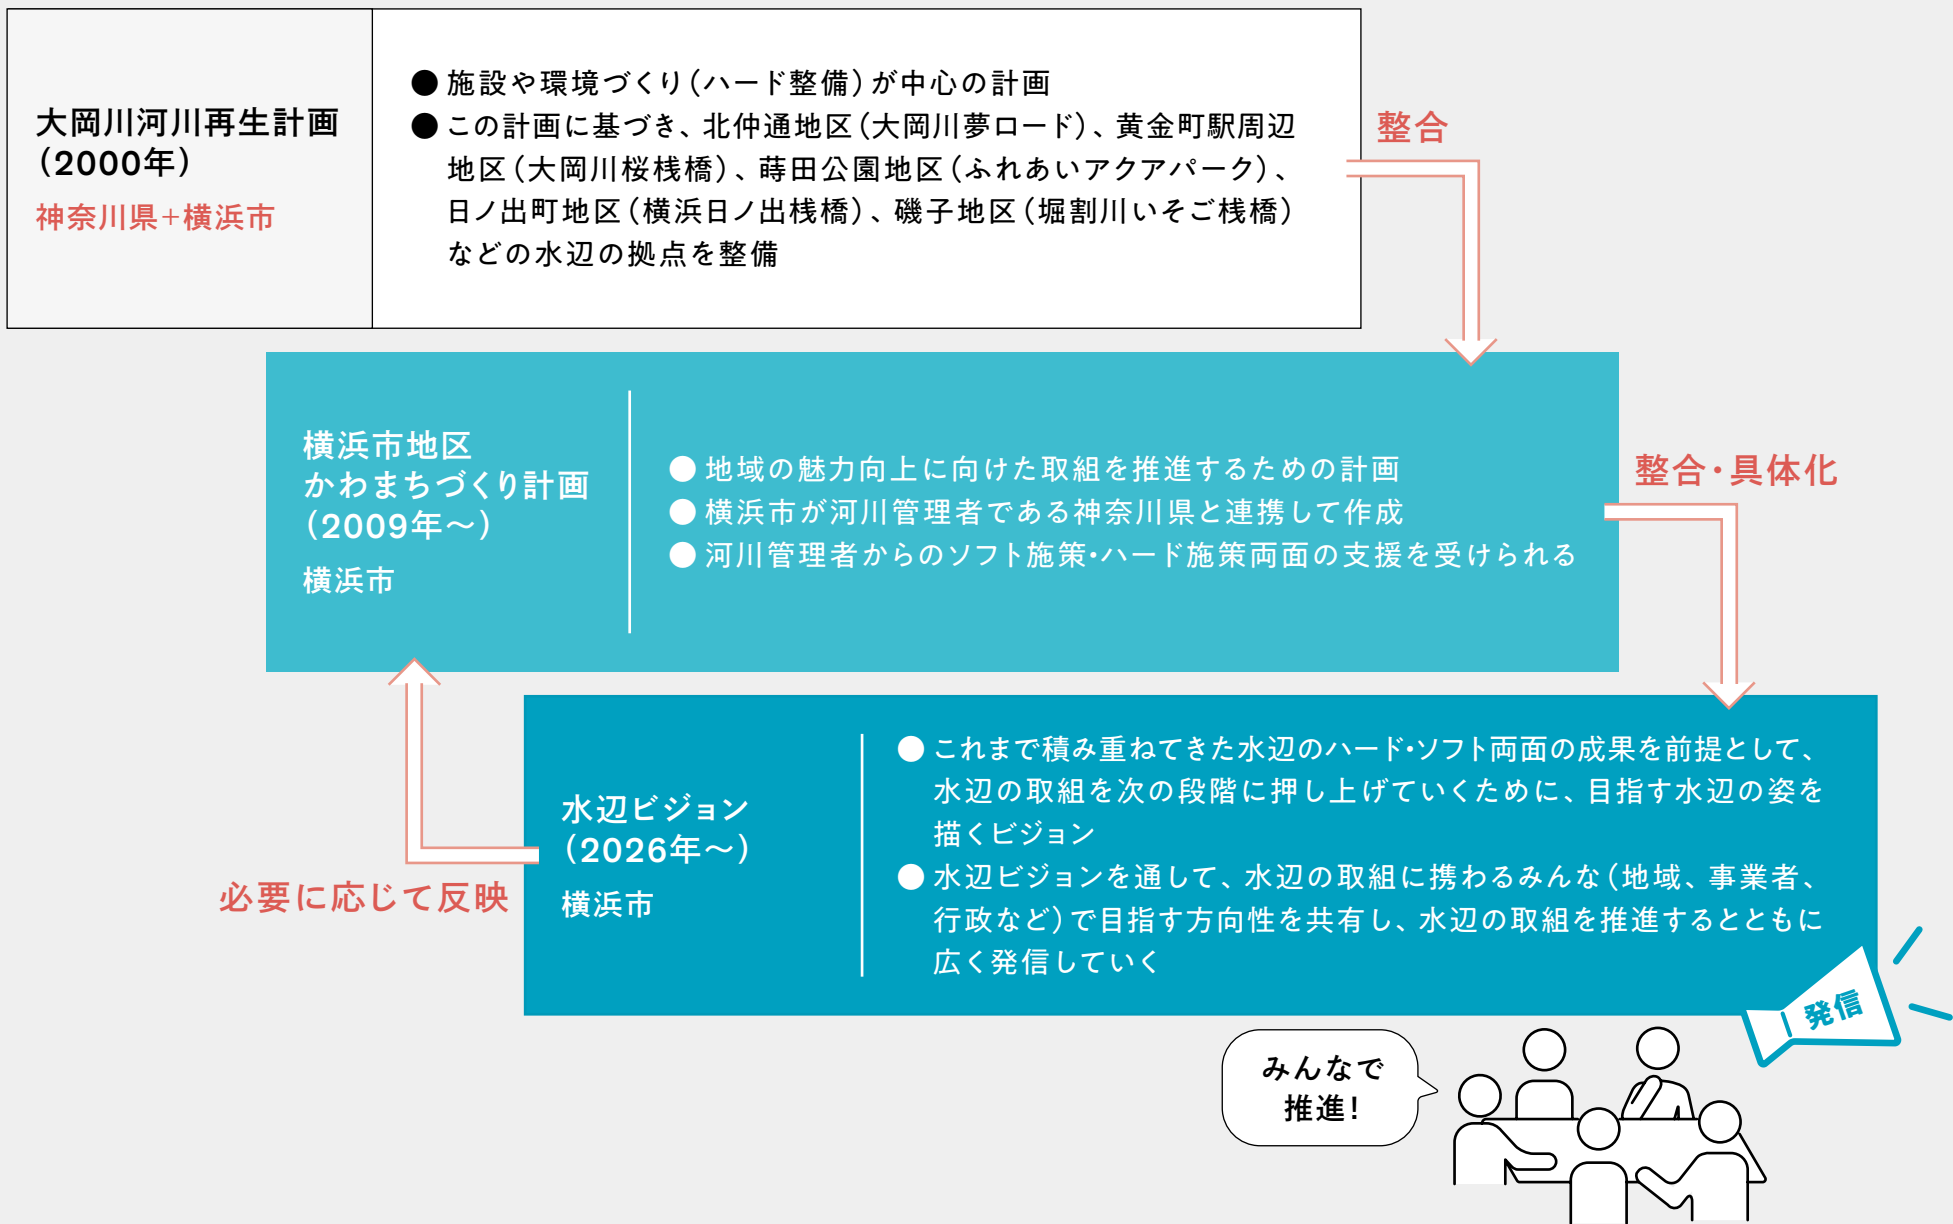 大岡川河川再生計画
（2000年）
神奈川県+横浜市
● 施設や環境づくり（ハード整備）が中心の計画
● この計画に基づき、北仲通地区（大岡川夢ロード）、黄金町駅周辺
地区（大岡川桜桟橋）、蒔田公園地区（ふれあいアクアパーク）、
日ノ出町地区（横浜日ノ出桟橋）、磯子地区（堀割川いそご桟橋）
などの水辺の拠点を整備
整合
横浜市地区
かわまちづくり計画
（2009年〜）
横浜市
● 地域の魅力向上に向けた取組を推進するための計画
● 横浜市が河川管理者である神奈川県と連携して作成
● 河川管理者からのソフト施策・ハード施策両面の支援を受けられる
整合・具体化
水辺ビジョン
（2026年〜）
横浜市
● これまで積み重ねてきた水辺のハード・ソフト両面の成果を前提として、
水辺の取組を次の段階に押し上げていくために、目指す水辺の姿を
描くビジョン
● 水辺ビジョンを通して、水辺の取組に携わるみんな（地域、事業者、
行政など）で目指す方向性を共有し、水辺の取組を推進するとともに
広く発信していく
必要に応じて反映
発信
みんなで
推進！